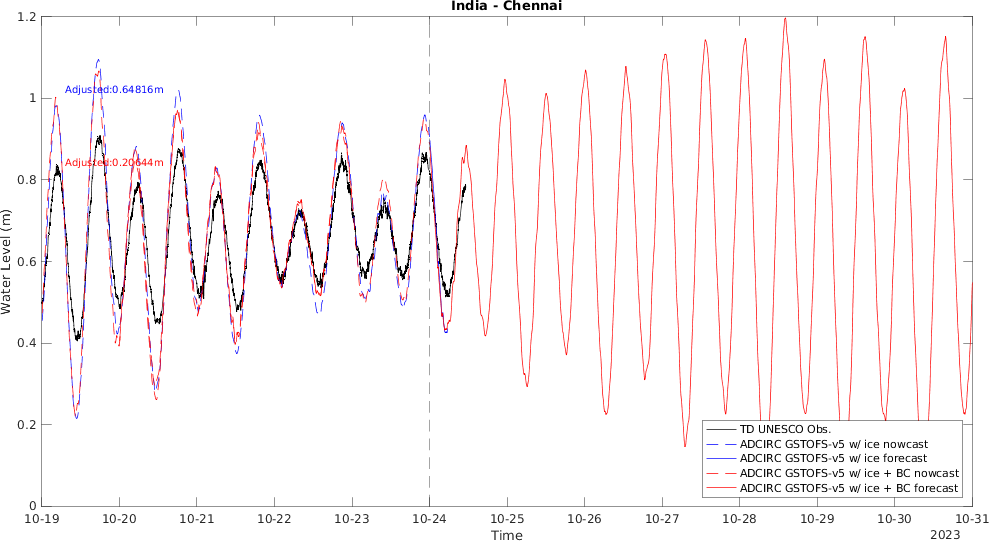 India - Chennai
Water Level (m)
1.2
1
0.8
0.6
0.4
0.2
0
Adjusted:0.64816m
Adjusted:0.20644m
TD UNESCO Obs.
ADCIRC GSTOFS-v5 w/ ice nowcast
ADCIRC GSTOFS-v5 w/ ice forecast
ADCIRC GSTOFS-v5 w/ ice + BC nowcast
ADCIRC GSTOFS-v5 w/ ice + BC forecast
10-19 10-20 10-21 10-22 10-23 10-24 10-25 10-26 10-27 10-28 10-29 10-30 10-31
Time
2023